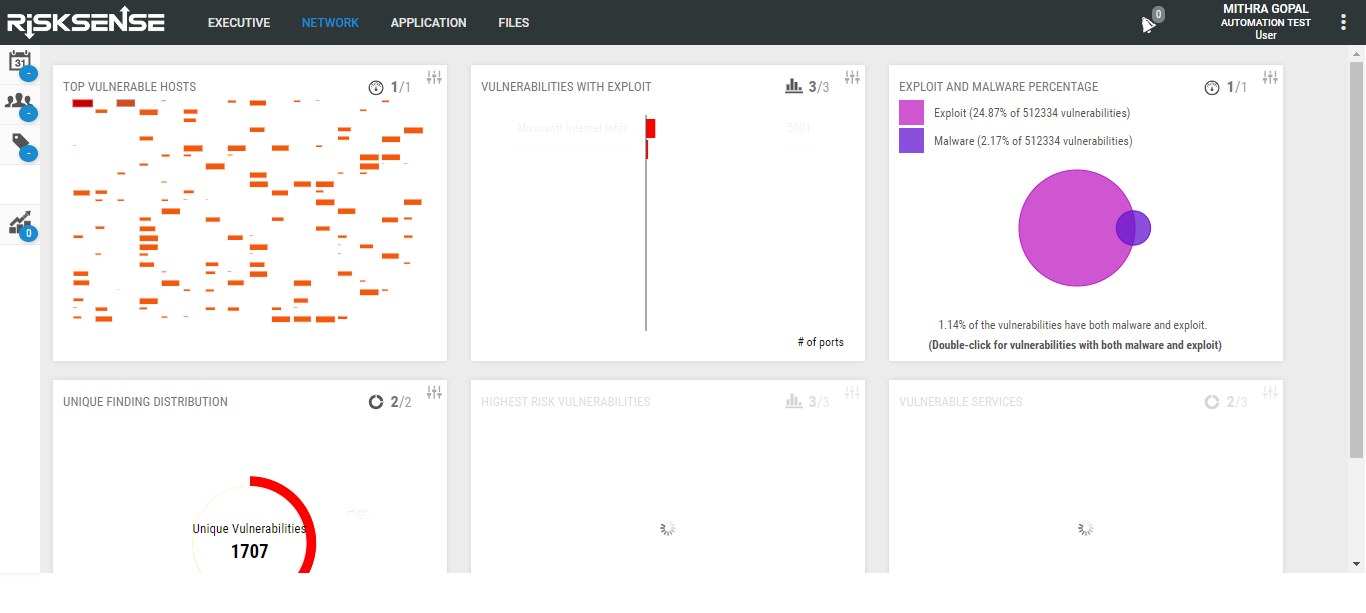 RiSKSENSE EXECUTIVE NETWORK APPLICATION FILES 0 MITHRA GOPAL
AUTOMATION TEST
User
31
-
-
-
0
TOP VULNERABLE HOSTS 1/1
VULNERABILITIES WITH EXPLOIT 3/3
Microsoft Internet Infor... 5001
# of ports
EXPLOIT AND MALWARE PERCENTAGE 1/1
Exploit (24.87% of 512334 vulnerabilities)
Malware (2.17% of 512334 vulnerabilities)
1.14% of the vulnerabilities have both malware and exploit.
(Double-click for vulnerabilities with both malware and exploit)
UNIQUE FINDING DISTRIBUTION 2/2
High
Unique Vulnerabilities
1707
HIGHEST RISK VULNERABILITIES 3/3
VULNERABLE SERVICES 2/3